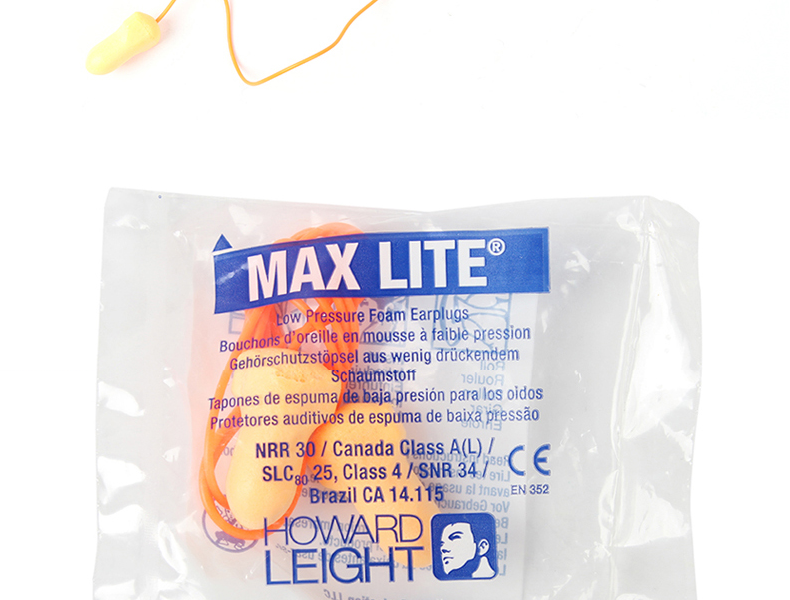 MAX LITE®
Low Pressure Foam Earplugs
Bouchons d'oreille en mousse à faible pression
Gehörschutzstöpsel aus wenig drückendem
Schaumstoff
Tapones de espuma de baja presión para los oídos
Protetores auditivos de espuma de baixa pressão
NRR 30 / Canada Class A(L) /
SLC80 25, Class 4 / SNR 34 /
Brazil CA 14.115
CE
EN 352
HOWARD
LEIGHT